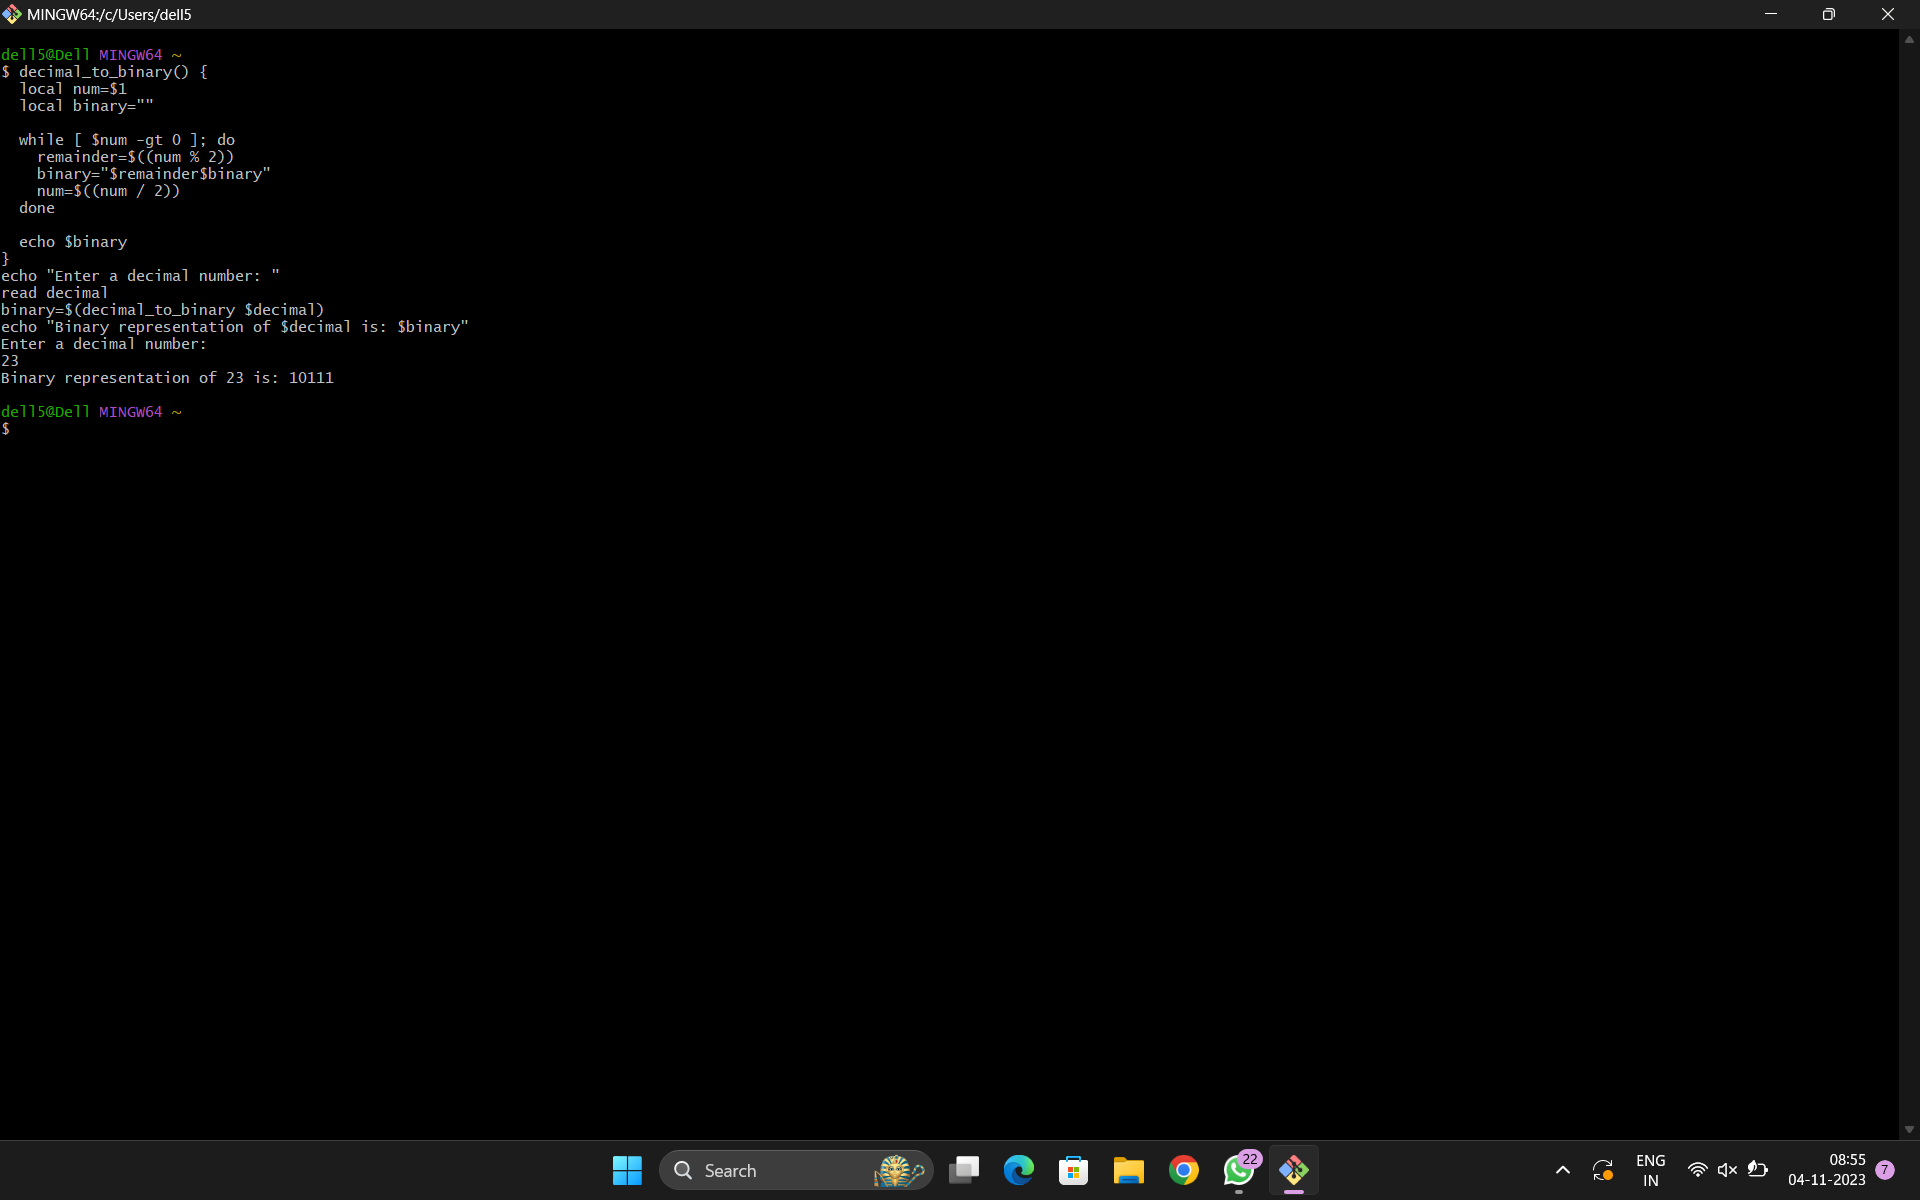 MINGW64:/c/Users/dell5
dell5@Dell MINGW64 ~
$ decimal_to_binary() {
  local num=$1
  local binary=""
  while [ $num -gt 0 ]; do
    remainder=$((num % 2))
    binary="$remainder$binary"
    num=$((num / 2))
  done
  echo $binary
}
echo "Enter a decimal number: "
read decimal
binary=$(decimal_to_binary $decimal)
echo "Binary representation of $decimal is: $binary"
Enter a decimal number:
23
Binary representation of 23 is: 10111
dell5@Dell MINGW64 ~
$
Search
22
ENG
IN
08:55
04-11-2023
7